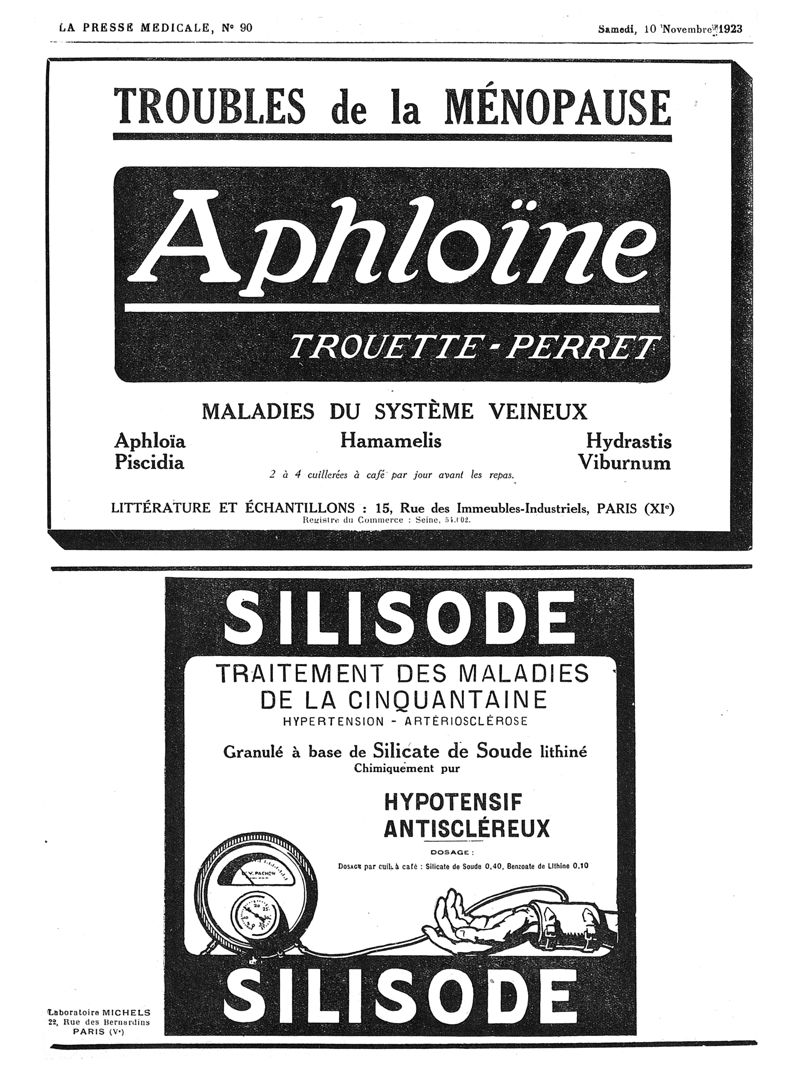 LA PRESSE MEDICALE, N° 90
Samedi, 10 Novembre 1923
TROUBLES de la MÉNOPAUSE
Aphloïne
TROUETTE-PERRET
MALADIES DU SYSTÈME VEINEUX
Aphloïa Hamamelis Hydrastis
Piscidia Viburnum
2 à 4 cuillerées à café par jour avant les repas.
LITTÉRATURE ET ÉCHANTILLONS : 15, Rue des Immeubles-Industriels, PARIS (XIe)
Registre du Commerce : Seine,
SILISODE
TRAITEMENT DES MALADIES
DE LA CINQUANTAINE
HYPERTENSION - ARTÉRIOSCLÉROSE
Granulé à base de Silicate de Soude lithiné
Chimiquement pur
HYPOTENSIF
ANTISCLÉREUX
DOSAGE :
DOSAGE par cuil. à café : Silicate de Soude 0,40, Benzoate de Lithine 0.10
V. PACHON
SILISODE
Laboratoire MICHELS
22, Rue des Bernardins
PARIS (Ve)